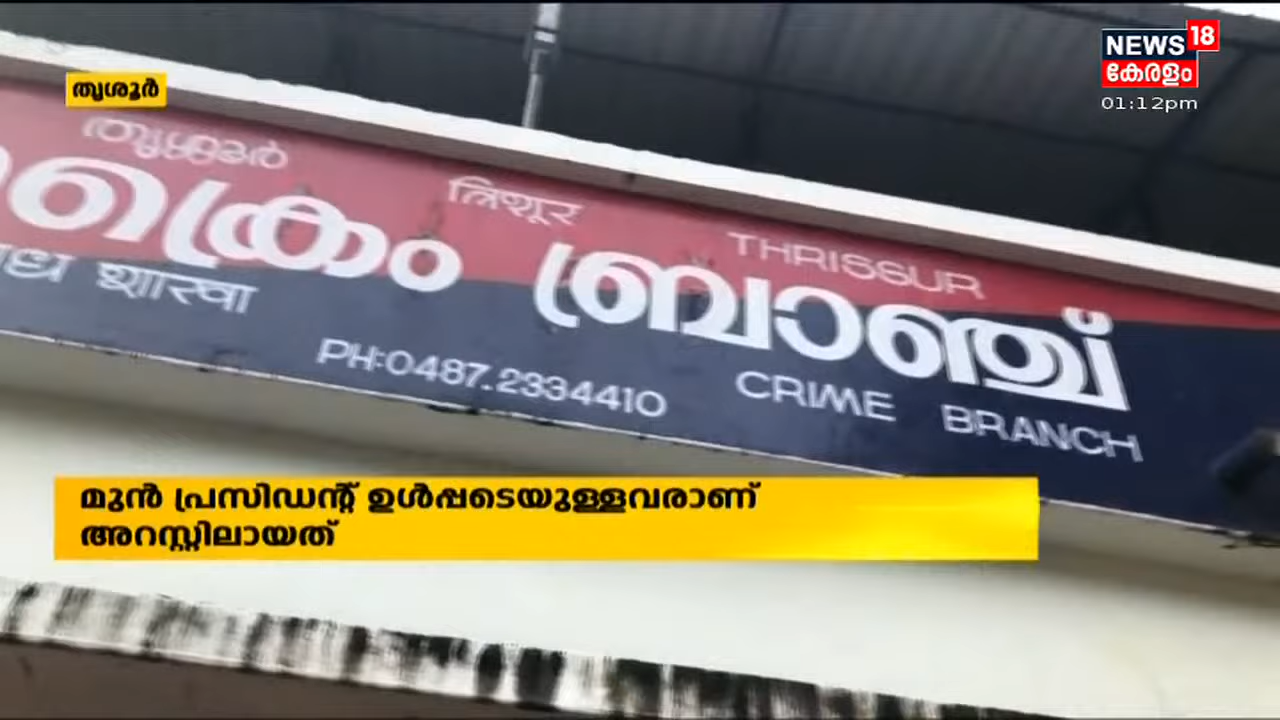 NEWS 18
കേരളം
01:12pm
തൃശൂർ
തൃശ്ശൂർ
त्रिशूर
THRISSUR
ക്രൈം ബ്രാഞ്ച്
शाखा
PH:0487.2334410
CRIME BRANCH
മുൻ പ്രസിഡന്റ് ഉൾപ്പടെയുള്ളവരാണ്
അറസ്റ്റിലായത്